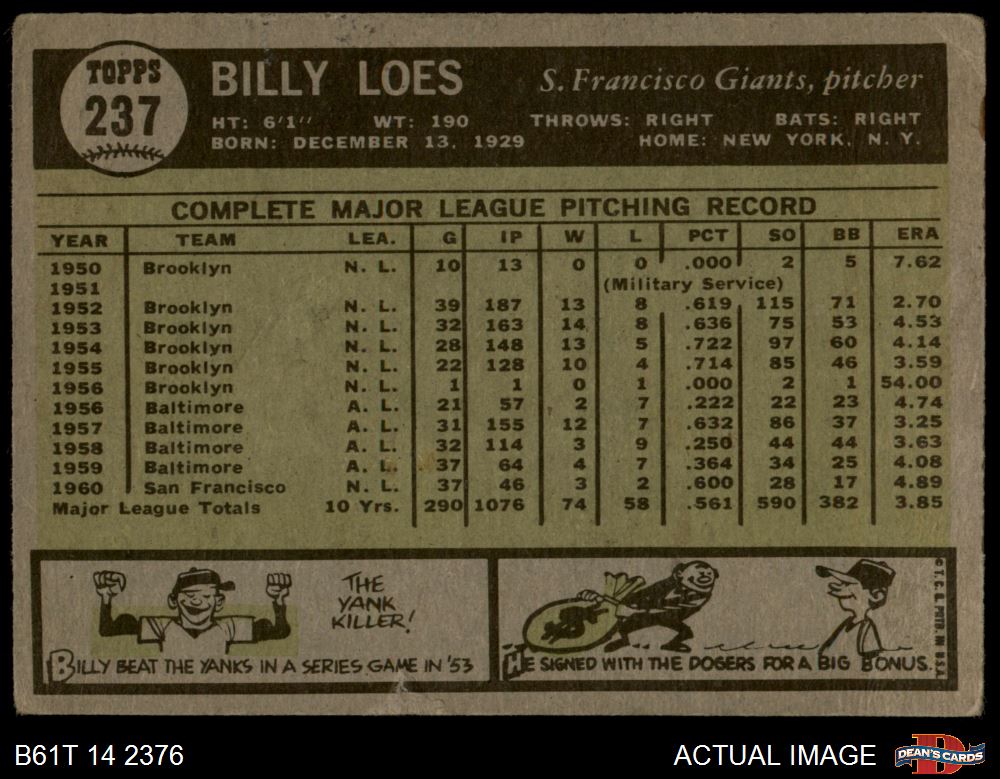 TOPPS
237
BILLY LOES
S. Francisco Giants, pitcher
HT: 6'1" WT: 190 THROWS: RIGHT BATS: RIGHT
BORN: DECEMBER 13, 1929 HOME: NEW YORK, N. Y.
COMPLETE MAJOR LEAGUE PITCHING RECORD
YEAR TEAM LEA. G IP W L PCT SO BB ERA
1950 Brooklyn N. L. 10 13 0 0 .000 2 5 7.62
1951 (Military Service)
1952 Brooklyn N. L. 39 187 13 8 .619 115 71 2.70
1953 Brooklyn N. L. 32 163 14 8 .636 75 53 4.53
1954 Brooklyn N. L. 28 148 13 5 .722 97 60 4.14
1955 Brooklyn N. L. 22 128 10 4 .714 85 46 3.59
1956 Brooklyn N. L. 1 1 0 1 .000 2 1 54.00
1956 Baltimore A. L. 21 57 2 7 .222 22 23 4.74
1957 Baltimore A. L. 31 155 12 7 .632 86 37 3.25
1958 Baltimore A. L. 32 114 3 9 .250 44 44 3.63
1959 Baltimore A. L. 37 64 4 7 .364 34 25 4.08
1960 San Francisco N. L. 37 46 3 2 .600 28 17 4.89
Major League Totals 10 Yrs. 290 1076 74 58 .561 590 382 3.85
THE
YANK
KILLER!
BILLY BEAT THE YANKS IN A SERIES GAME IN '53
$
HE SIGNED WITH THE DOGERS FOR A BIG BONUS.
© T. C. G. PRTD. IN U.S.A.
B61T 14 2376
ACTUAL IMAGE
DEAN'S CARDS